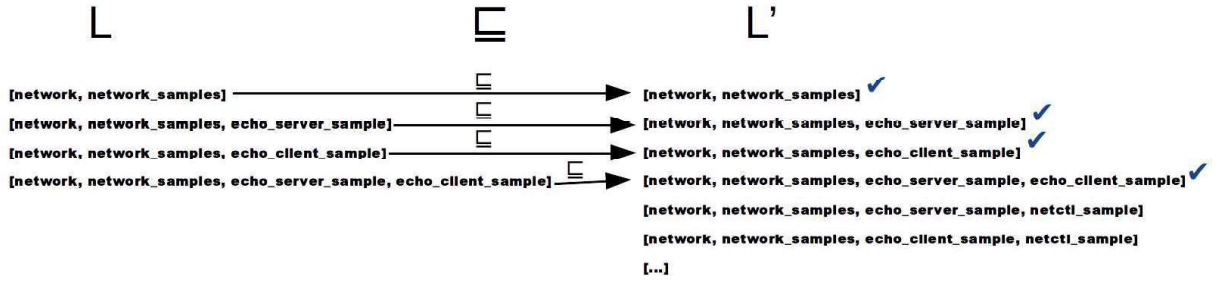 L ⊑ L’
⊑
[network, network_samples] [network, network_samples] ✔
⊑
[network, network_samples, echo_server_sample] [network, network_samples, echo_server_sample] ✔
⊑
[network, network_samples, echo_client_sample] [network, network_samples, echo_client_sample] ✔
⊑
[network, network_samples, echo_server_sample, echo_client_sample] [network, network_samples, echo_server_sample, echo_client_sample] ✔
[network, network_samples, echo_server_sample, netctl_sample]
[network, network_samples, echo_client_sample, netctl_sample]
[...]